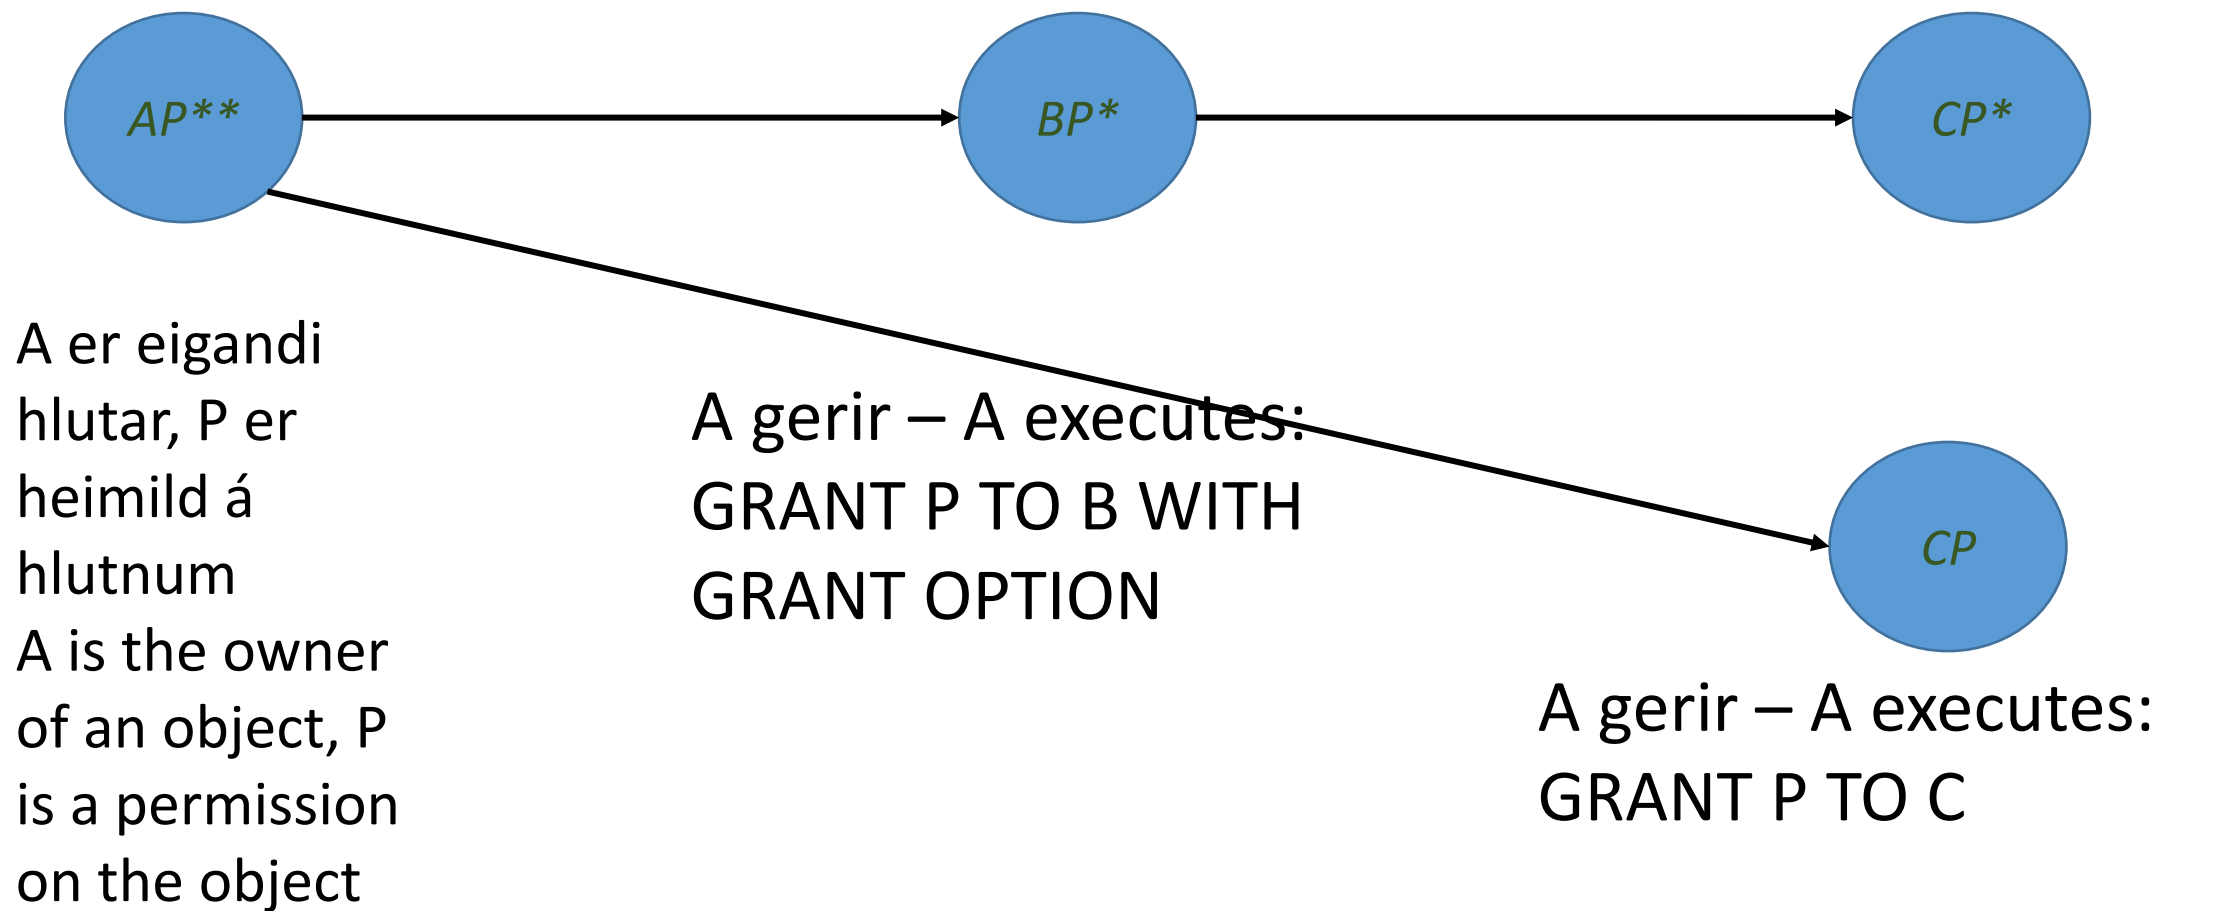 AP**
BP*
CP*
A er eigandi
hlutar, P er
heimild á
hlutnum
A is the owner
of an object, P
is a permission
on the object
A gerir – A executes:
GRANT P TO B WITH
GRANT OPTION
CP
A gerir – A executes:
GRANT P TO C